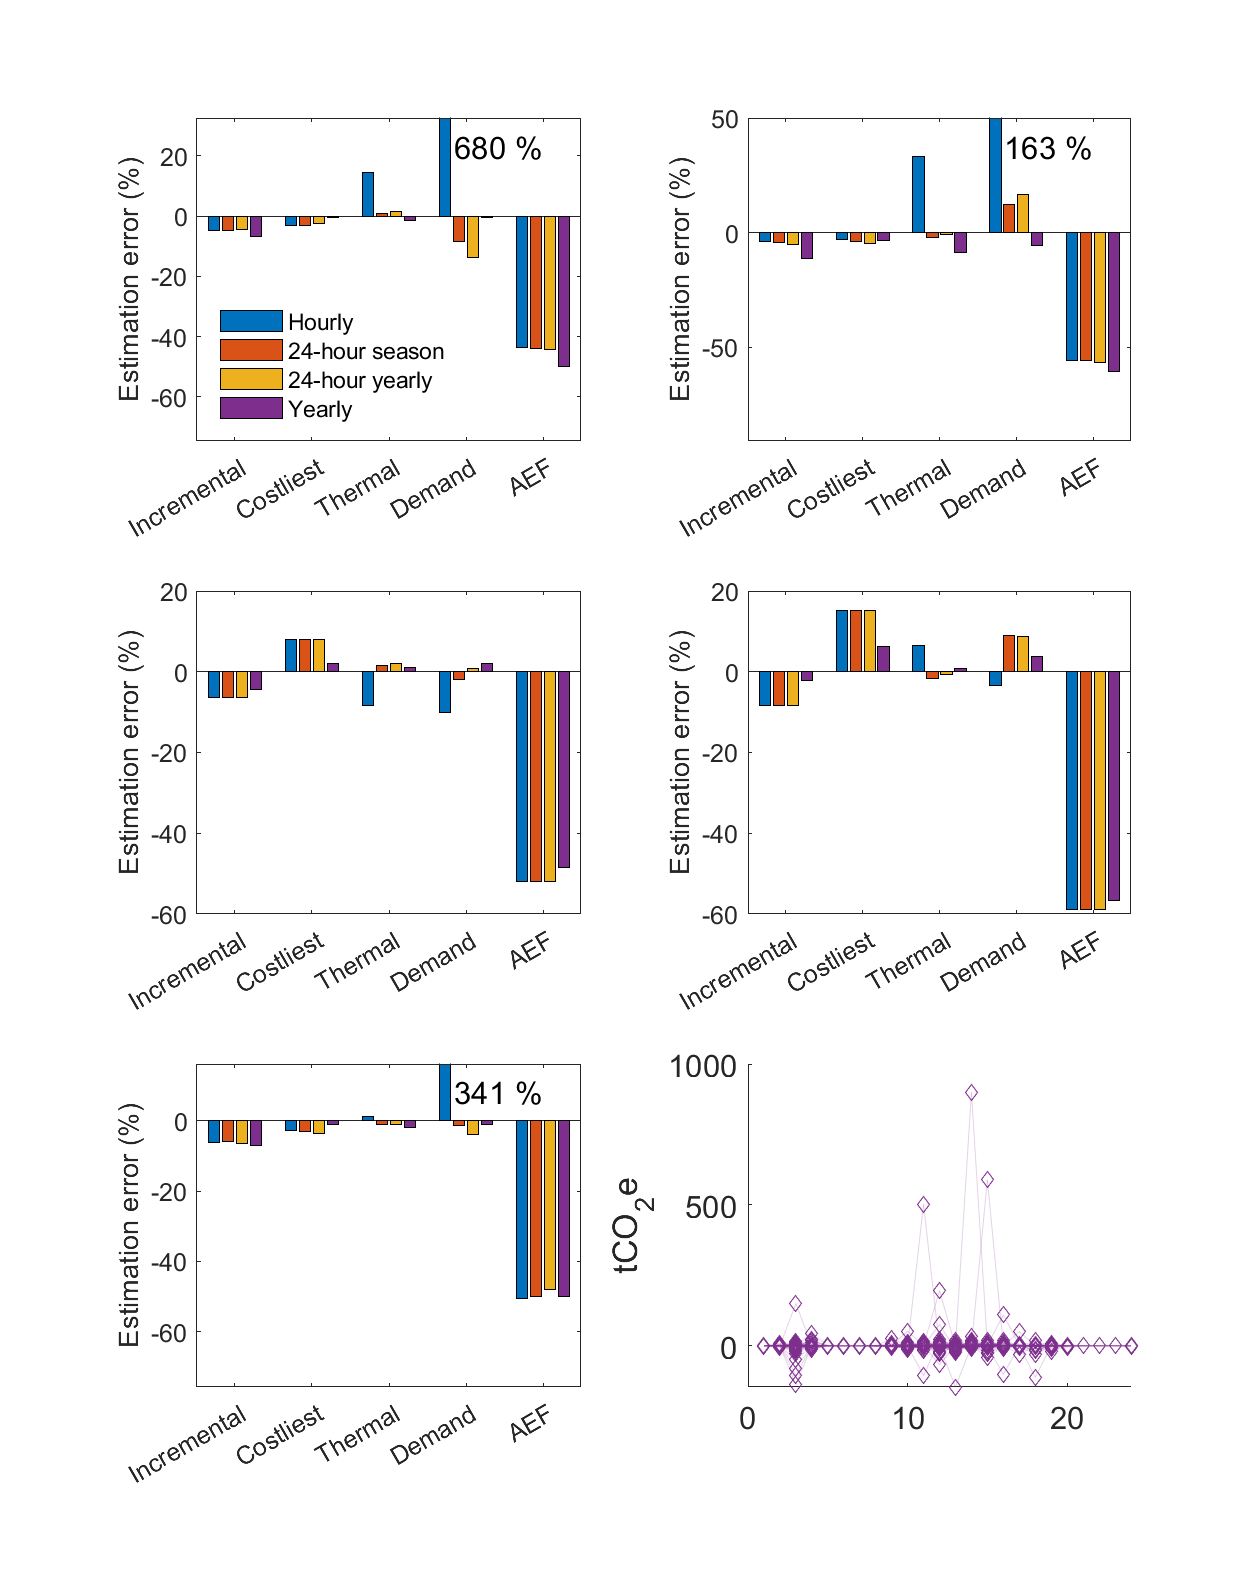 Estimation error (%)
20
0
-20
-40
-60
680 %
Hourly
24-hour season
24-hour yearly
Yearly
Incremental
Costliest
Thermal
Demand
AEF
Estimation error (%)
50
0
-50
163 %
Incremental
Costliest
Thermal
Demand
AEF
Estimation error (%)
20
0
-20
-40
-60
Incremental
Costliest
Thermal
Demand
AEF
Estimation error (%)
20
0
-20
-40
-60
Incremental
Costliest
Thermal
Demand
AEF
Estimation error (%)
0
-20
-40
-60
341 %
Incremental
Costliest
Thermal
Demand
AEF
tCO2e
1000
500
0
0 10 20